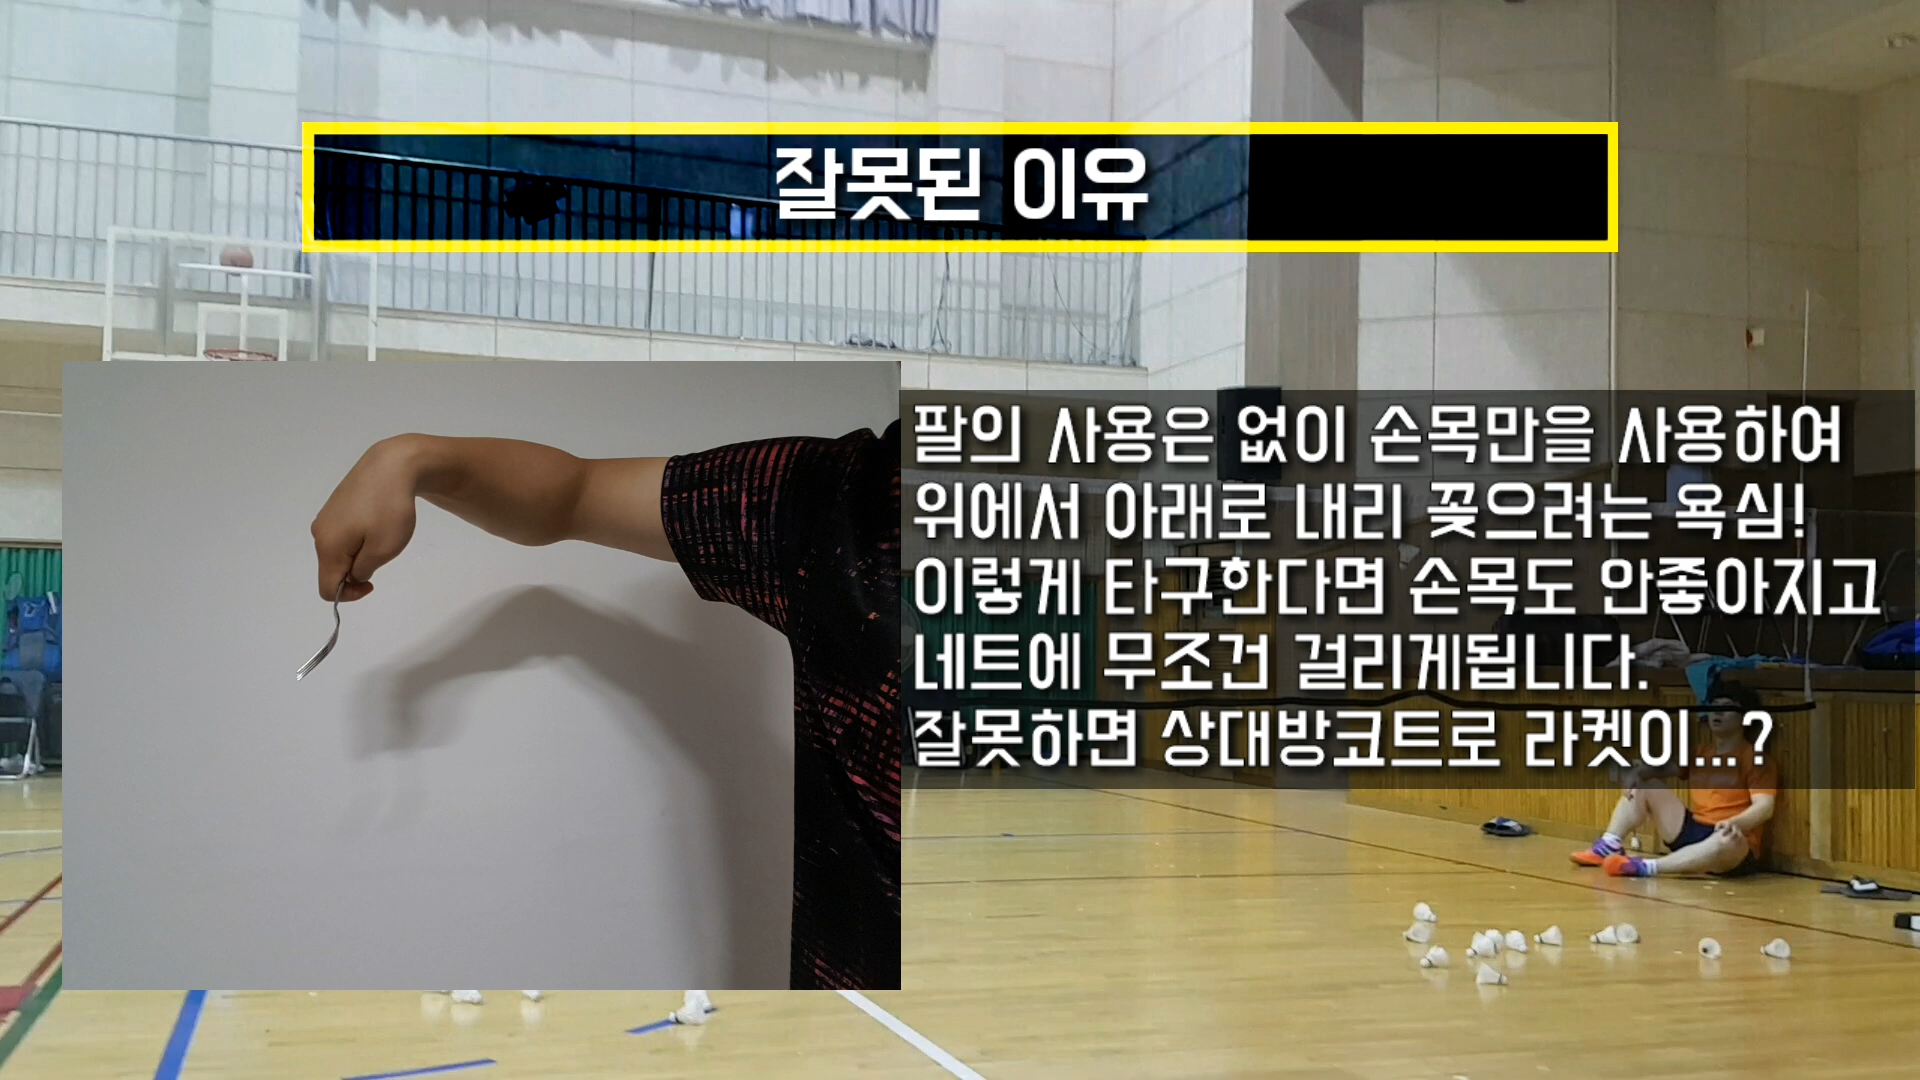 잘못된 이유
팔의 사용은 없이 손목만을 사용하여
위에서 아래로 내리 꽂으려는 욕심!
이렇게 타구한다면 손목도 안좋아지고
네트에 무조건 걸리게됩니다.
잘못하면 상대방코트로 라켓이...?